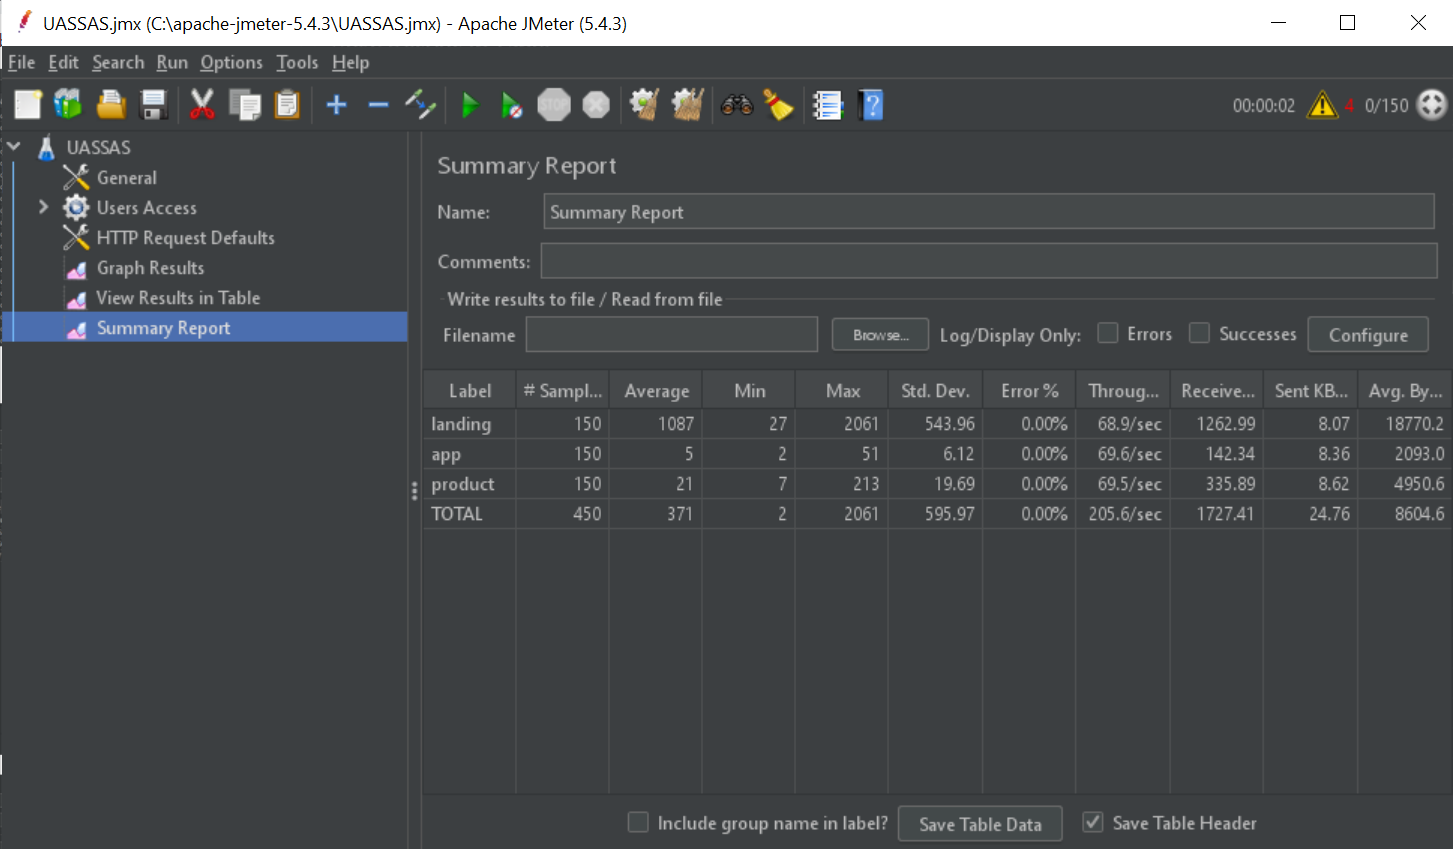 UASSAS.jmx (C:\apache-jmeter-5.4.3\UASSAS.jmx) - Apache JMeter (5.4.3)
File Edit Search Run Options Tools Help
STOP 00:00:02 4 0/150
UASSAS
General
Users Access
HTTP Request Defaults
Graph Results
View Results in Table
Summary Report
Summary Report
Name: Summary Report
Comments:
Write results to file / Read from file
Filename Browse... Log/Display Only: Errors Successes Configure
Label # Sampl... Average Min Max Std. Dev. Error % Throug... Receive... Sent KB... Avg. By...
landing 150 1087 27 2061 543.96 0.00% 68.9/sec 1262.99 8.07 18770.2
app 150 5 2 51 6.12 0.00% 69.6/sec 142.34 8.36 2093.0
product 150 21 7 213 19.69 0.00% 69.5/sec 335.89 8.62 4950.6
TOTAL 450 371 2 2061 595.97 0.00% 205.6/sec 1727.41 24.76 8604.6
Include group name in label? Save Table Data Save Table Header